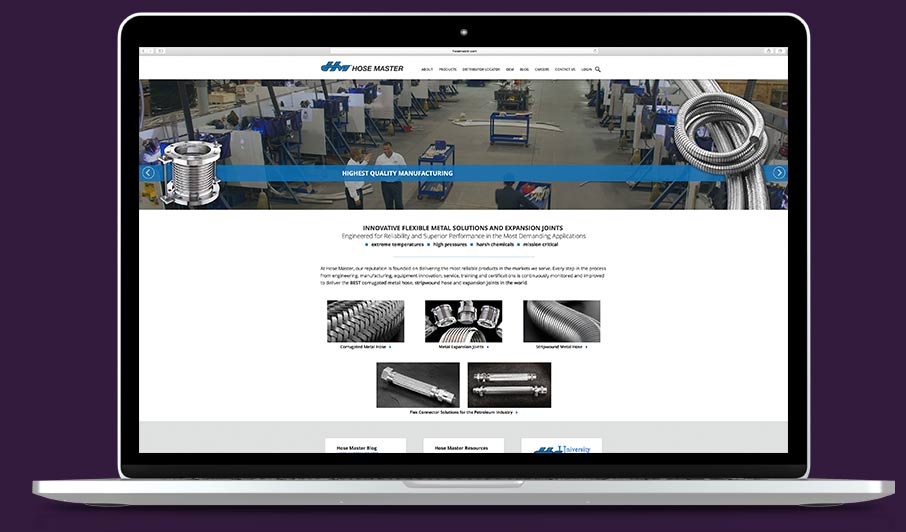 hosemaster.com
HM HOSE MASTER
ABOUT PRODUCTS DISTRIBUTOR LOCATOR OEM BLOG CAREERS CONTACT US LOGIN
HIGHEST QUALITY MANUFACTURING
INNOVATIVE FLEXIBLE METAL SOLUTIONS AND EXPANSION JOINTS
Engineered for Reliability and Superior Performance in the Most Demanding Applications
extreme temperatures high pressures harsh chemicals mission critical
At Hose Master, our reputation is founded on delivering the most reliable products in the markets we serve. Every step in the process
from engineering, manufacturing, equipment innovation, service, training and certifications is continuously monitored and improved
to deliver the BEST corrugated metal hose, stripwound hose and expansion joints in the world.
Corrugated Metal Hose
Metal Expansion Joints
Stripwound Metal Hose
Flex Connector Solutions for the Petroleum Industry
Hose Master Blog
Hose Master Resources
HM University